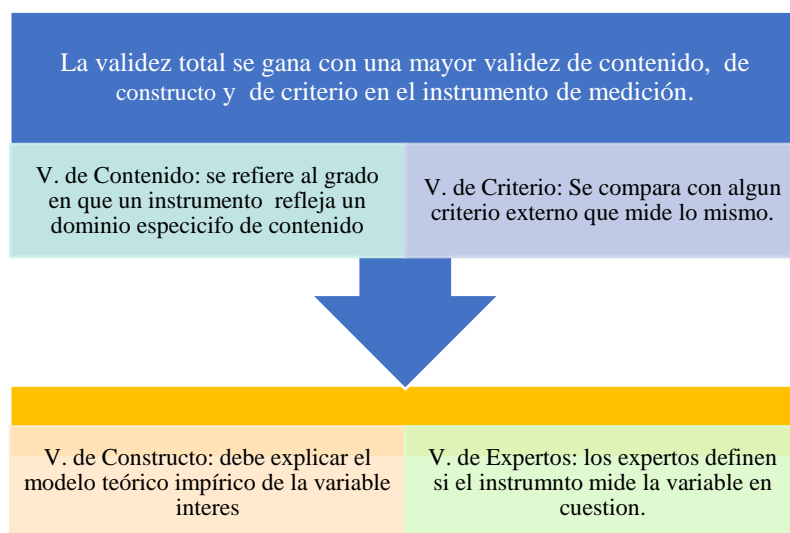 La validez total se gana con una mayor validez de contenido, de
constructo y de criterio en el instrumento de medición.
V. de Contenido: se refiere al grado
en que un instrumento refleja un
dominio especicifo de contenido
V. de Criterio: Se compara con algun
criterio externo que mide lo mismo.
V. de Constructo: debe explicar el
modelo teórico impírico de la variable
interes
V. de Expertos: los expertos definen
si el instrumnto mide la variable en
cuestion.